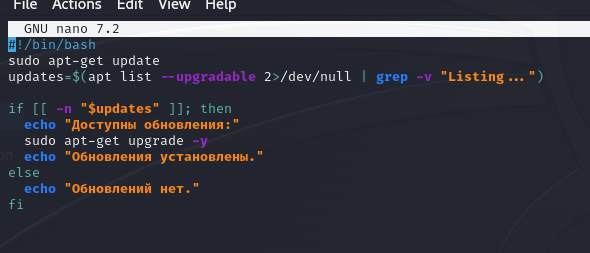 File Actions Edit View Help
GNU nano 7.2
#!/bin/bash
sudo apt-get update
updates=$(apt list --upgradable 2>/dev/null | grep -v "Listing...")
if [[ -n "$updates" ]]; then
echo "Доступны обновления:"
sudo apt-get upgrade -y
echo "Обновления установлены."
else
echo "Обновлений нет."
fi